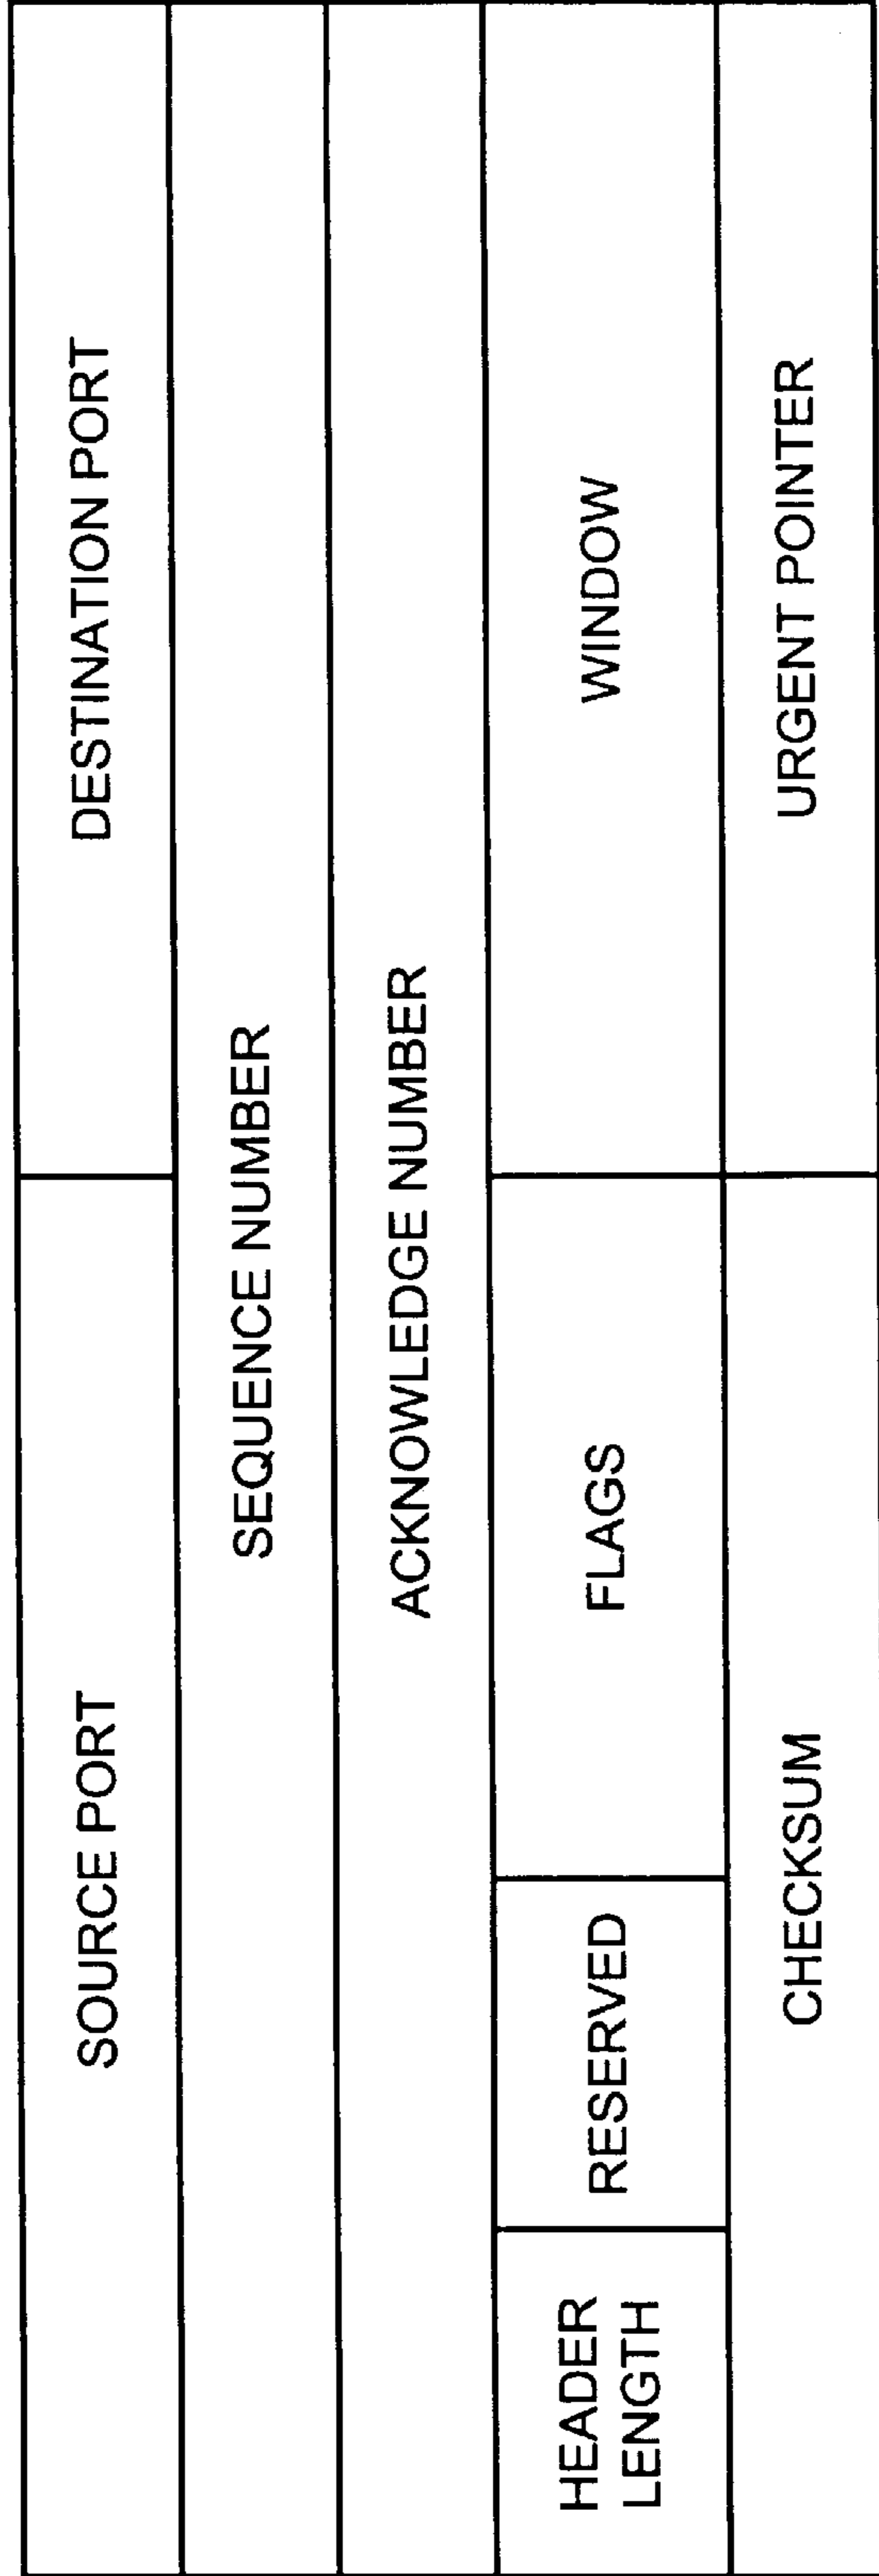 SOURCE PORT
DESTINATION PORT
SEQUENCE NUMBER
ACKNOWLEDGE NUMBER
HEADER
LENGTH
RESERVED
FLAGS
WINDOW
CHECKSUM
URGENT POINTER